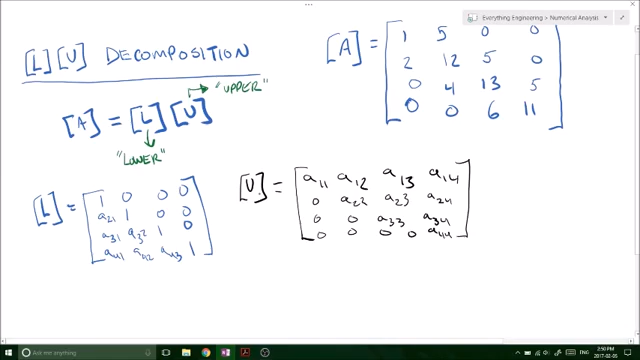 Everything Engineering > Numerical Analysis
[L][U] DECOMPOSITION
[A] = [L][U]
"UPPER"
"LOWER"
[A] =
1 5 0 0
2 12 5 0
0 4 13 5
0 0 6 11
[L] =
1 0 0 0
a21 1 0 0
a31 a32 1 0
a41 a42 a43 1
[U] =
a11 a12 a13 a14
0 a22 a23 a24
0 0 a33 a34
0 0 0 0 a44
Ask me anything
ENG
2:50 PM
2017-02-05